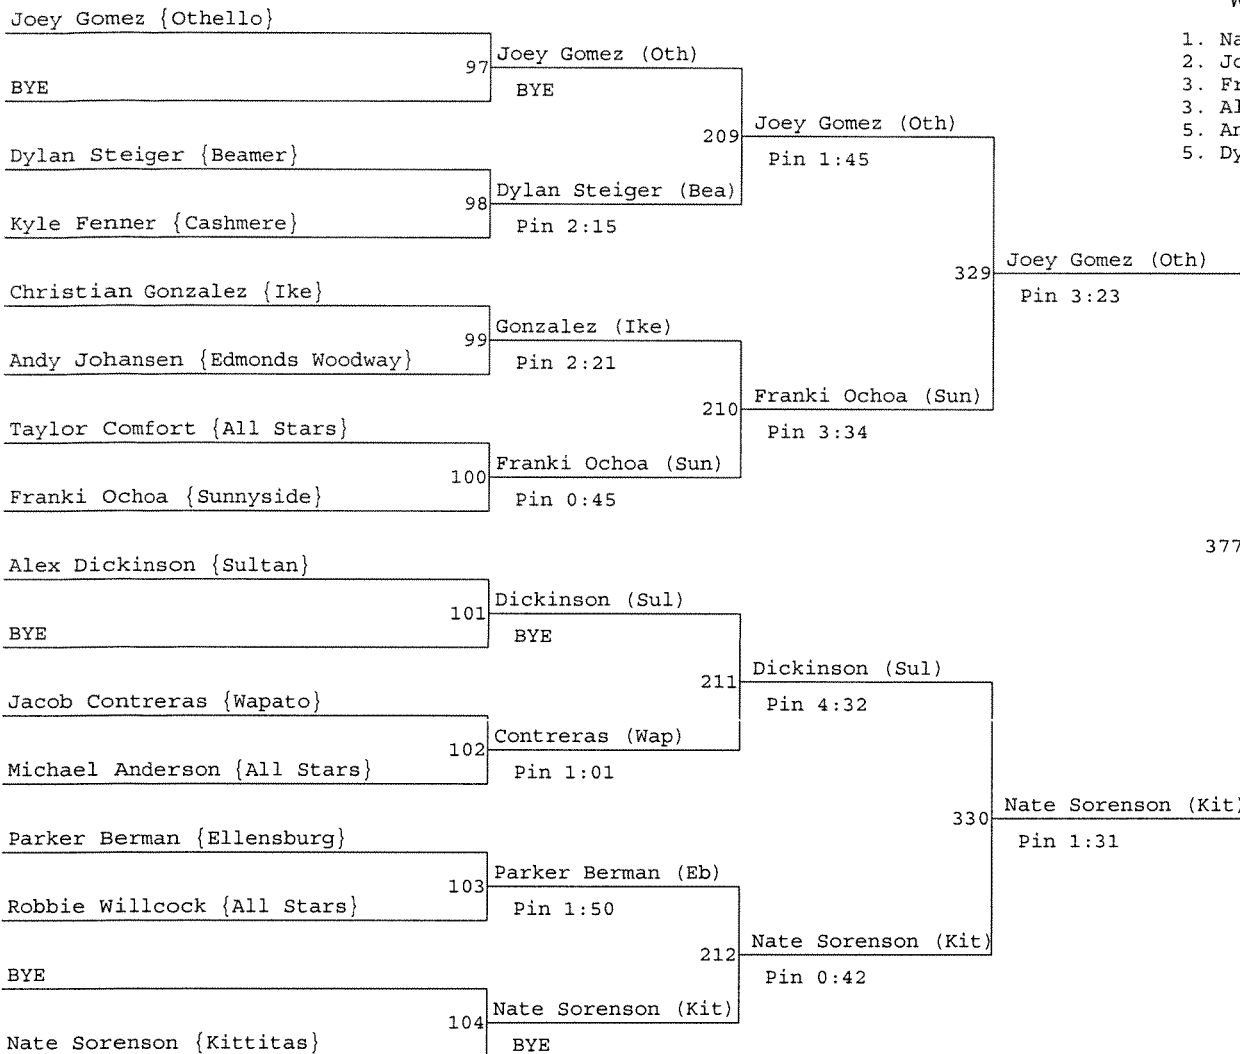 Joey Gomez {Othello}
97
Joey Gomez (Oth)
BYE
BYE
209
Joey Gomez (Oth)
Pin 1:45
Dylan Steiger {Beamer}
98
Dylan Steiger (Bea)
Kyle Fenner {Cashmere}
Pin 2:15
329
Joey Gomez (Oth)
Pin 3:23
Christian Gonzalez {Ike}
99
Gonzalez (Ike)
Andy Johansen {Edmonds Woodway}
Pin 2:21
210
Franki Ochoa (Sun)
Pin 3:34
Taylor Comfort {All Stars}
100
Franki Ochoa (Sun)
Franki Ochoa {Sunnyside}
Pin 0:45
377
Alex Dickinson {Sultan}
101
Dickinson (Sul)
BYE
BYE
211
Dickinson (Sul)
Pin 4:32
Jacob Contreras {Wapato}
102
Contreras (Wap)
Michael Anderson {All Stars}
Pin 1:01
330
Nate Sorenson (Kit)
Pin 1:31
Parker Berman {Ellensburg}
103
Parker Berman (Eb)
Robbie Willcock {All Stars}
Pin 1:50
212
Nate Sorenson (Kit)
Pin 0:42
BYE
104
Nate Sorenson (Kit)
Nate Sorenson {Kittitas}
BYE
1. Na
2. Jo
3. Fr
3. Al
5. An
5. Dy